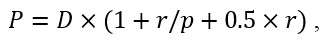 P = D × (1 + r/p + 0.5 × r) ,